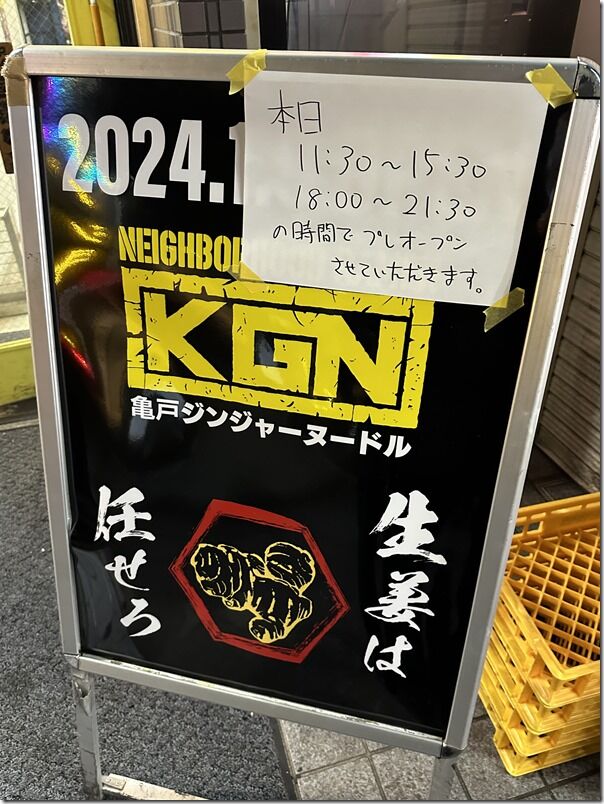 2024.1
本日
11:30～15:30
18:00～21:30
の時間でプレオープン
させていただきます。
KGN
亀戸ジンジャーヌードル
生姜は
任せろ